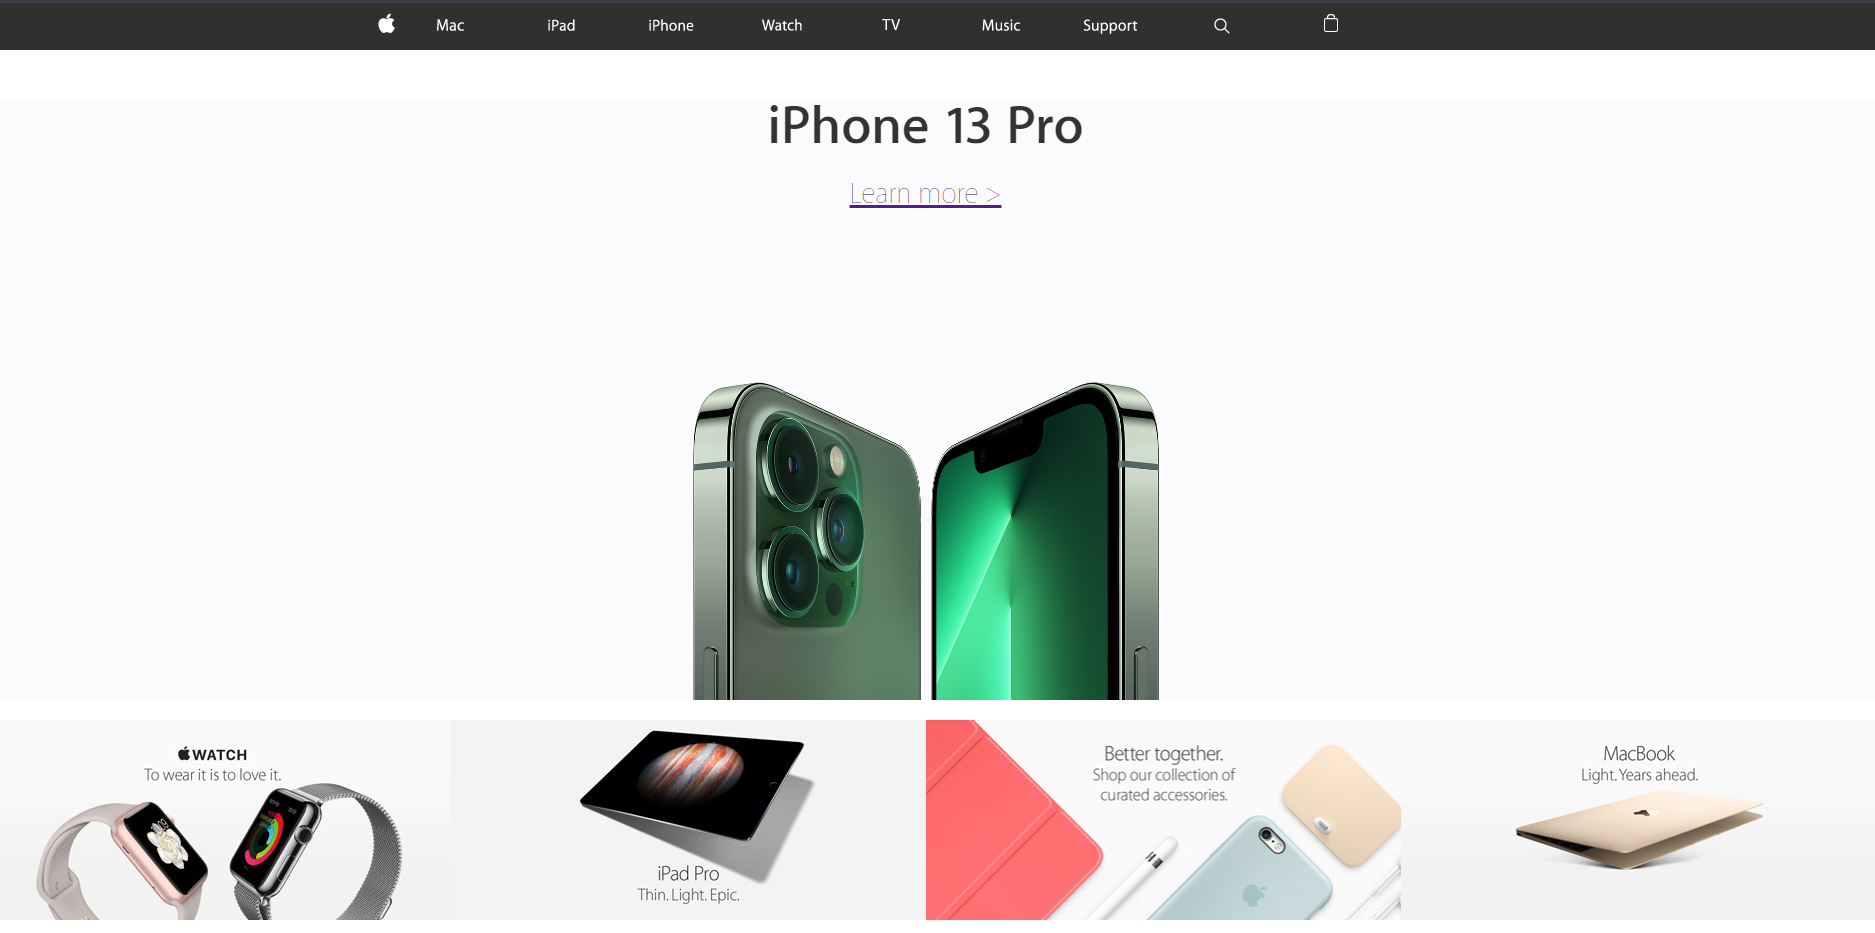 Mac iPad iPhone Watch TV Music Support
iPhone 13 Pro
Learn more >
WATCH
To wear it is to love it.
iPad Pro
Thin. Light. Epic.
Better together.
Shop our collection of
curated accessories.
MacBook
Light. Years ahead.